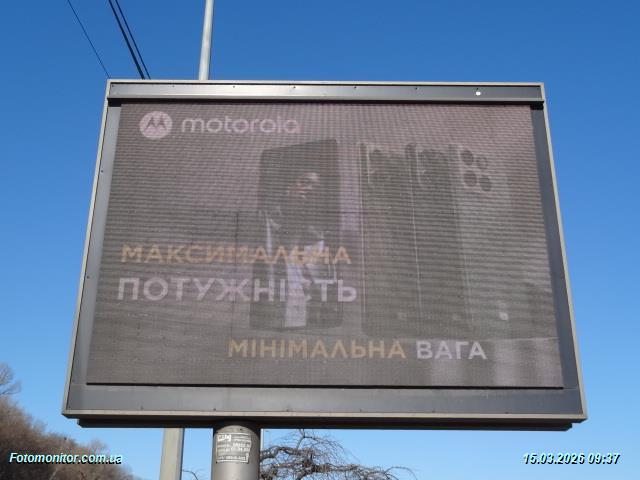 motorola
МАКСИМАЛЬНА
ПОТУЖНІСТЬ
МІНІМАЛЬНА ВАГА
Fotomonitor.com.ua
15.03.2026 09:37